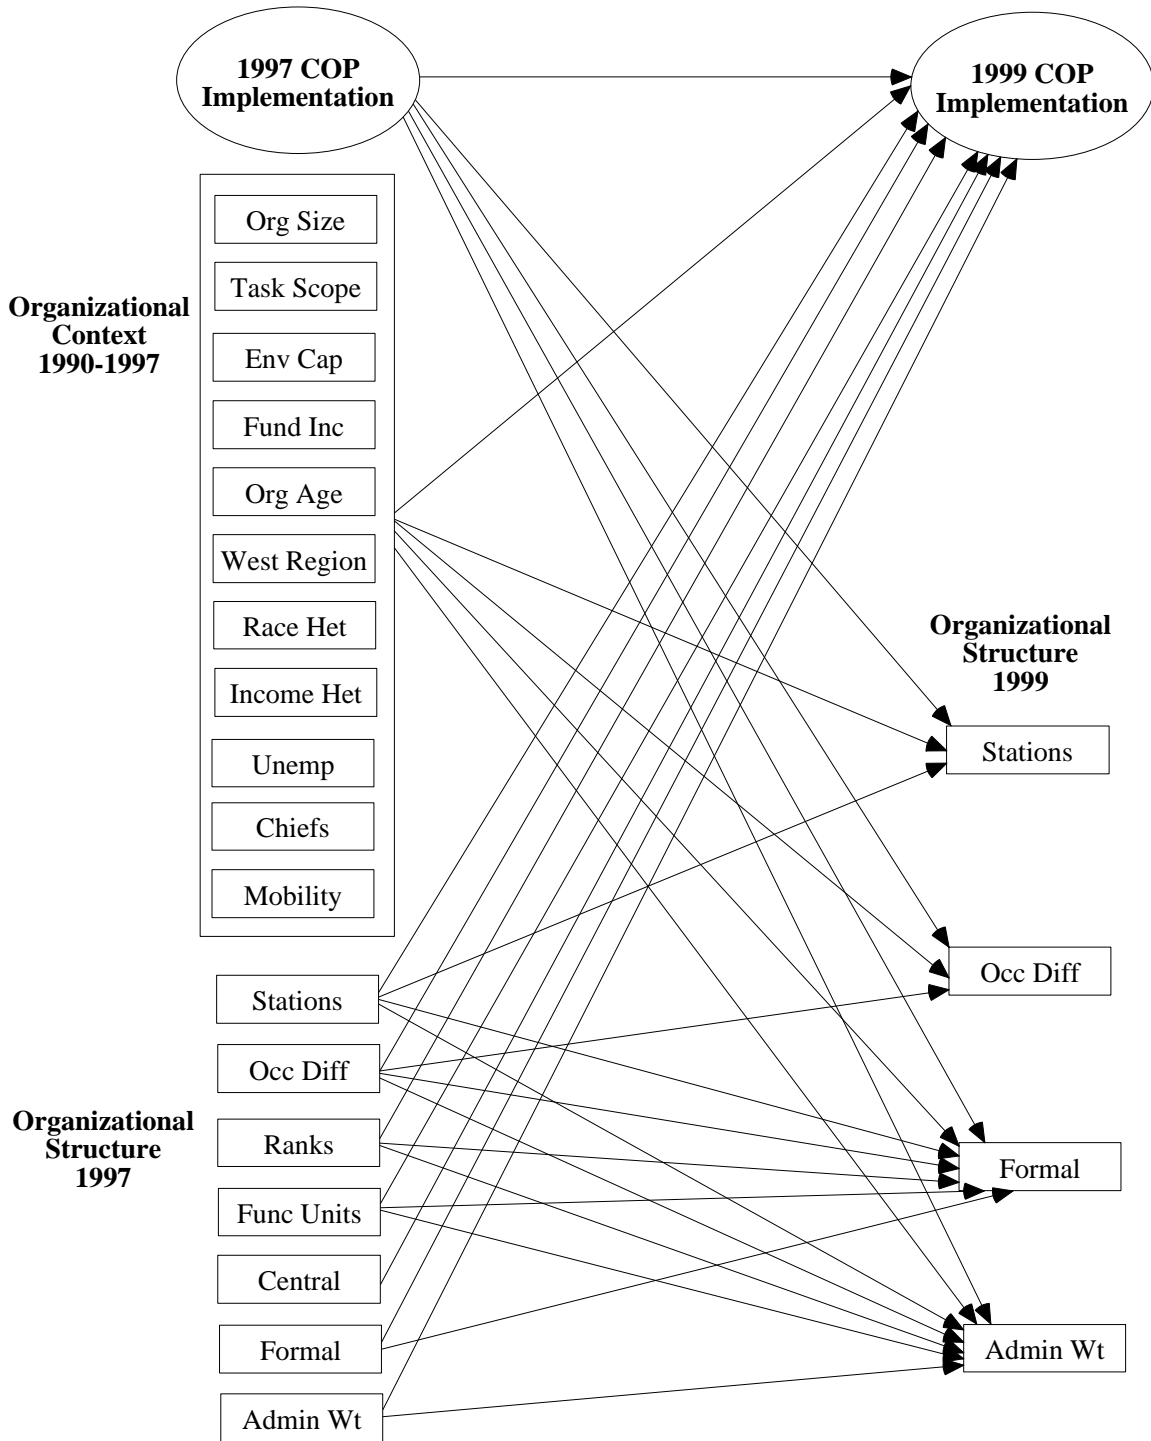 1997 COP
Implementation
1999 COP
Implementation
Org Size
Task Scope
Organizational
Context
1990-1997
Env Cap
Fund Inc
Org Age
West Region
Race Het
Income Het
Unemp
Chiefs
Mobility
Organizational
Structure
1999
Stations
Occ Diff
Formal
Admin Wt
Organizational
Structure
1997
Stations
Occ Diff
Ranks
Func Units
Central
Formal
Admin Wt